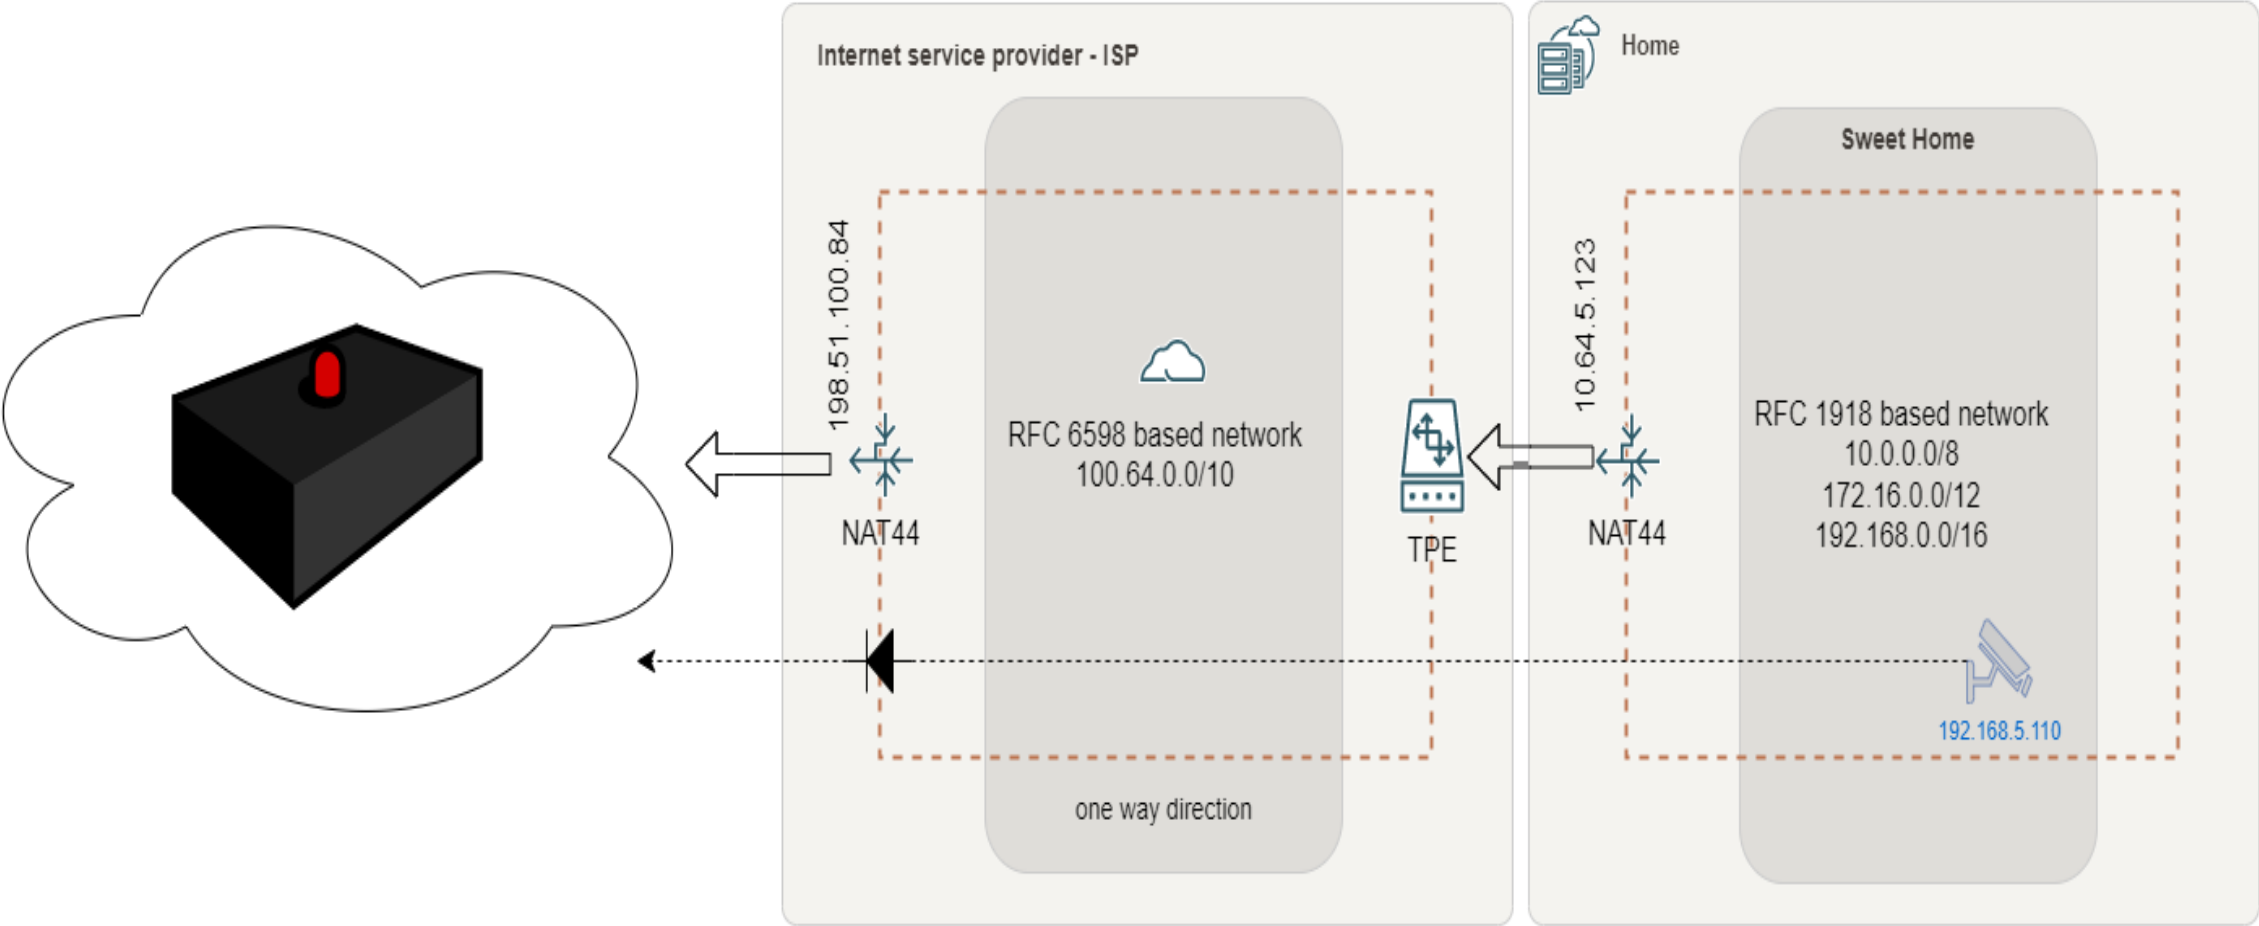 Internet service provider - ISP
198.51.100.84
RFC 6598 based network
100.64.0.0/10
NAT44
TPE
one way direction
Home
Sweet Home
10.64.5.123
RFC 1918 based network
10.0.0.0/8
172.16.0.0/12
192.168.0.0/16
NAT44
192.168.5.110